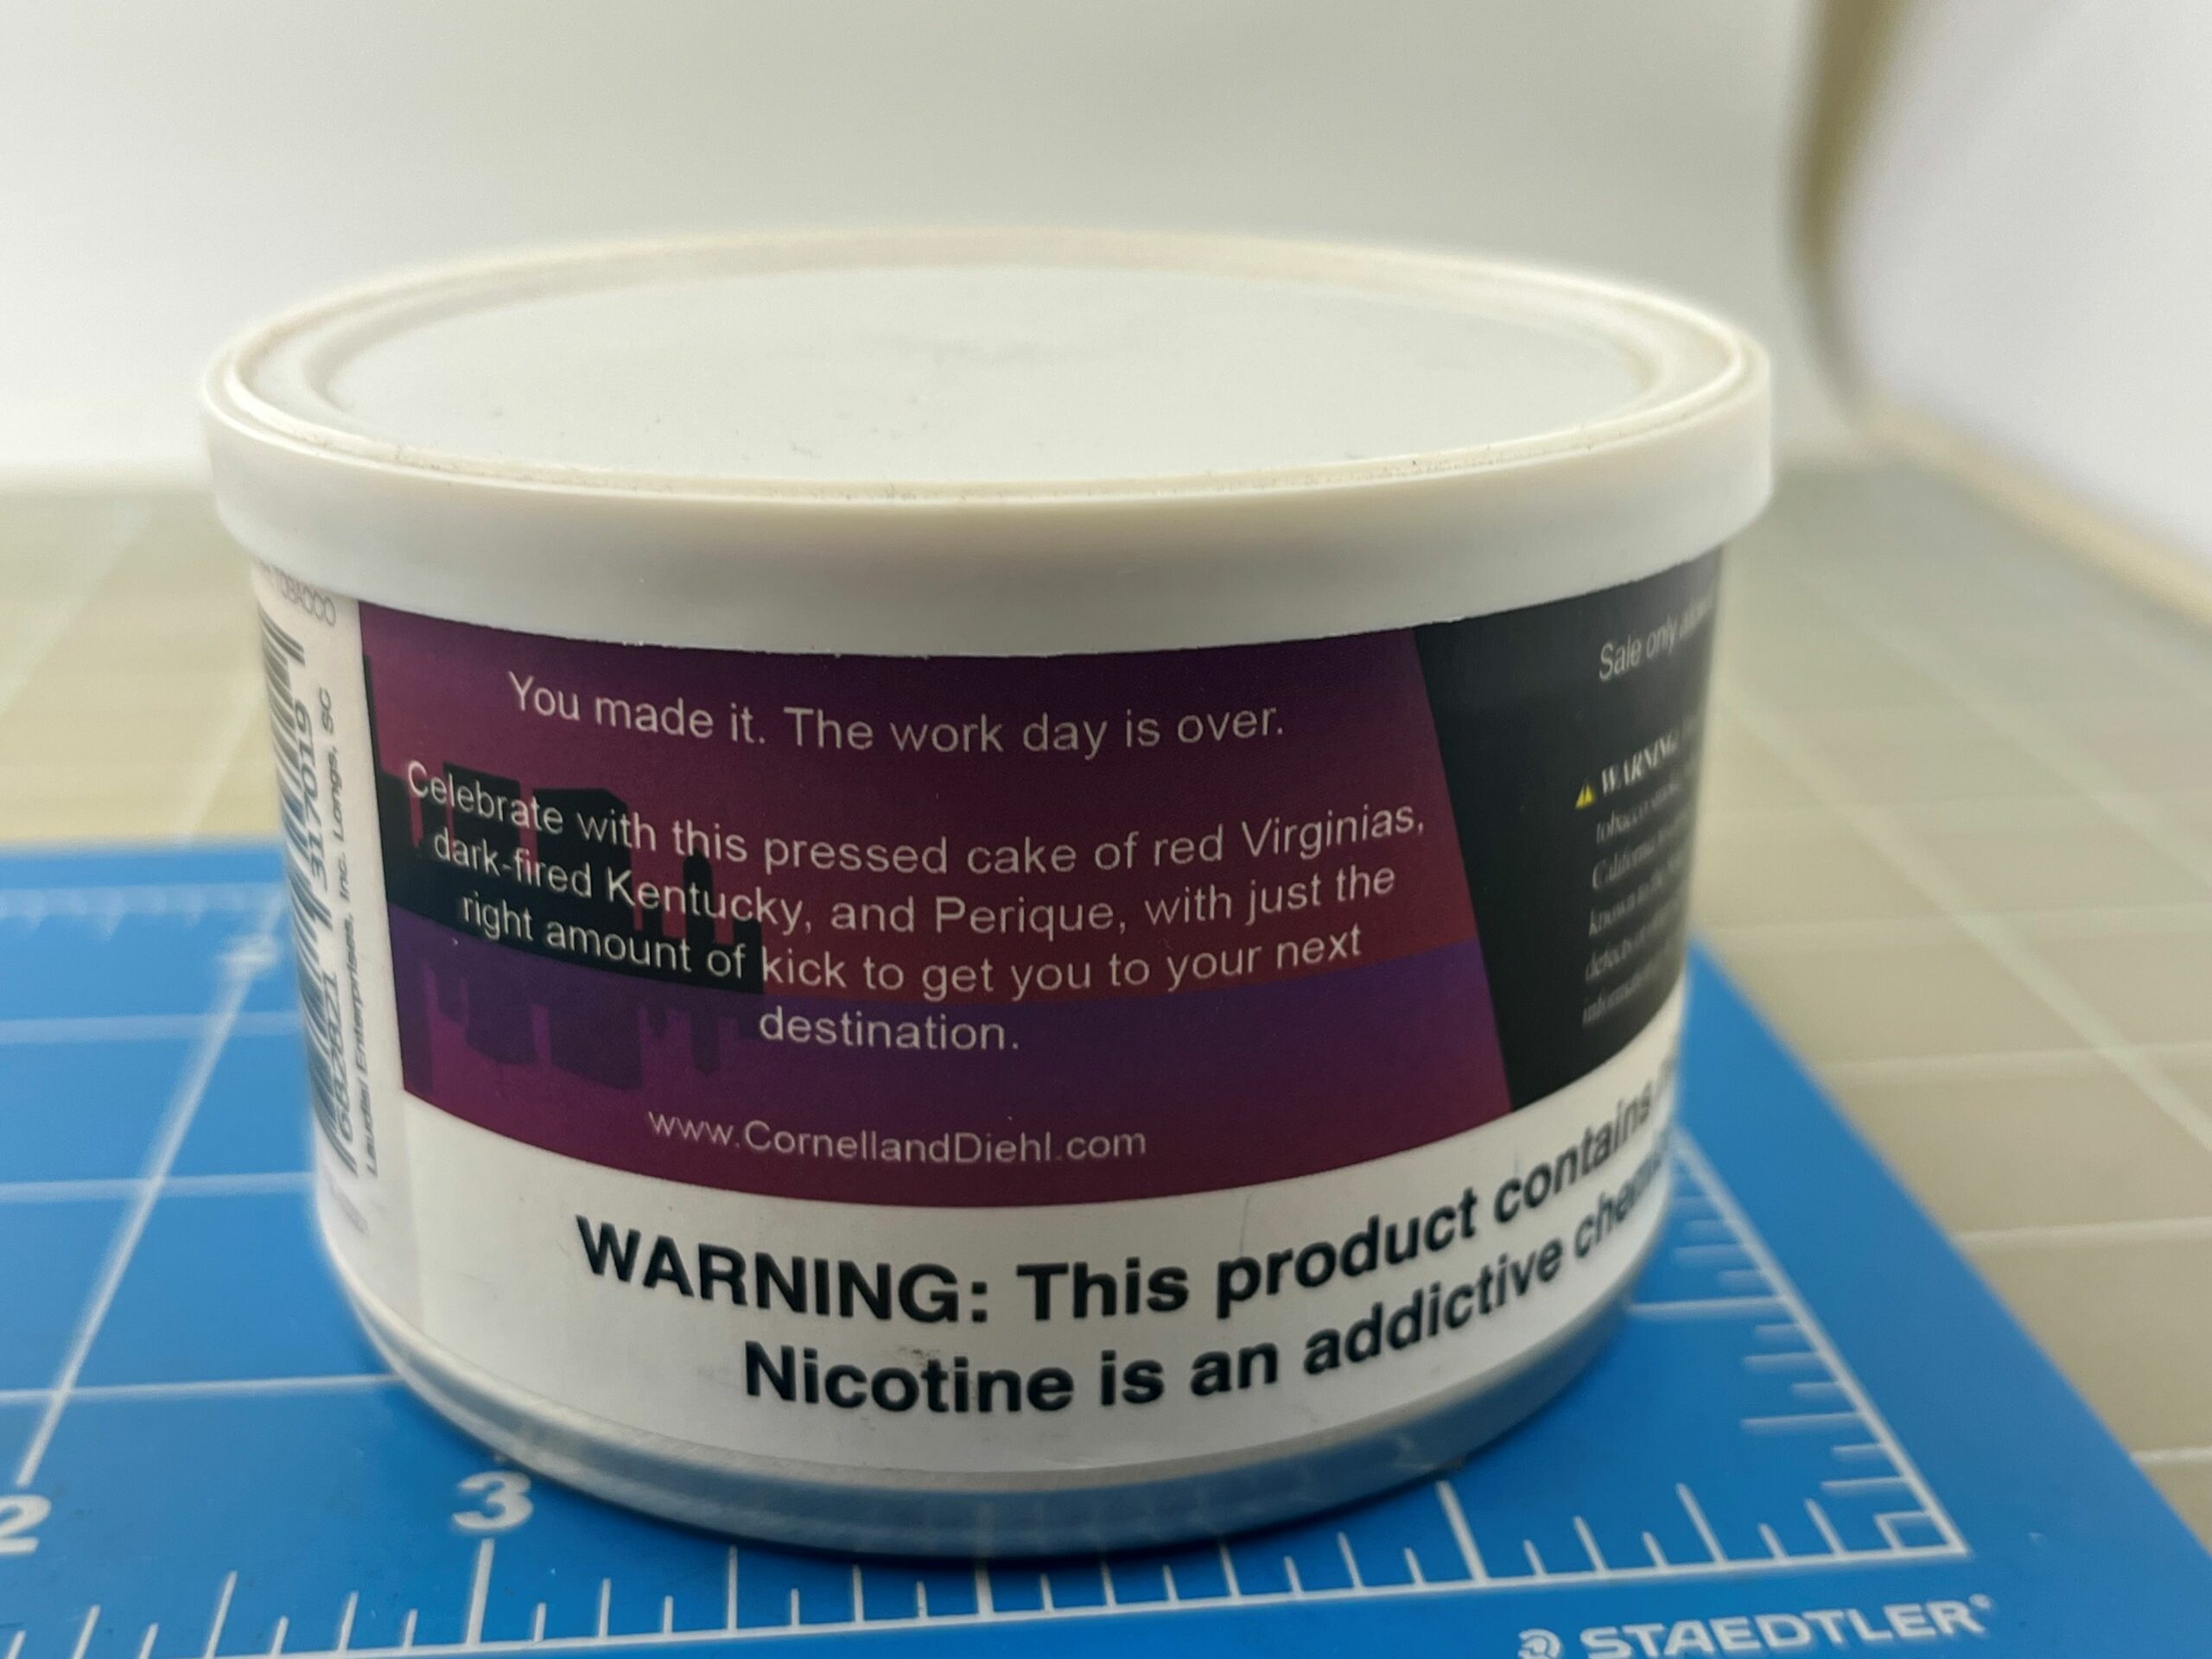 TOBACCO
682787 317019
Laudisi Enterprises, Inc. Longs, SC
You made it. The work day is over.
Celebrate with this pressed cake of red Virginias,
dark-fired Kentucky, and Perique, with just the
right amount of kick to get you to your next
destination.
www.CornellandDiehl.com
Sale only
WARNING:
WARNING: This product contains
Nicotine is an addictive
2
3
STAEDTLER